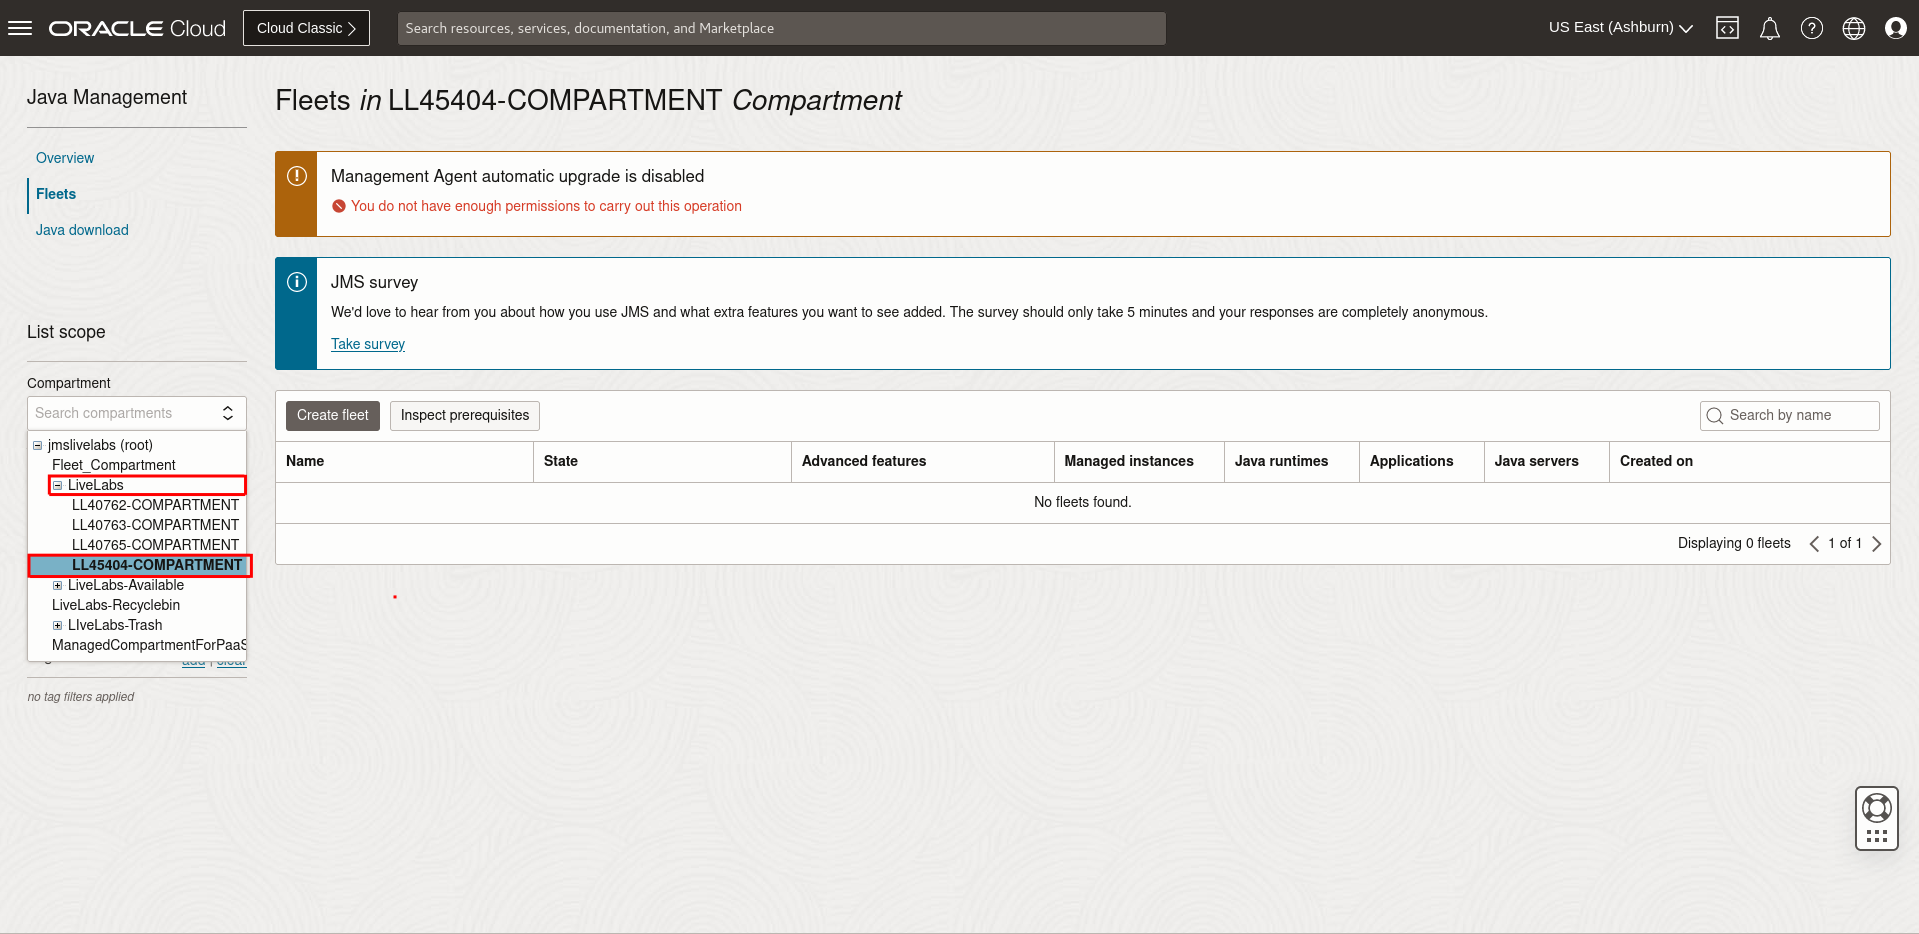 ORACLE Cloud
Cloud Classic
Search resources, services, documentation, and Marketplace
US East (Ashburn)
Java Management
Overview
Fleets
Java download
List scope
Compartment
Search compartments
jmslivelabs (root)
Fleet_Compartment
LiveLabs
LL40762-COMPARTMENT
LL40763-COMPARTMENT
LL40765-COMPARTMENT
LL45404-COMPARTMENT
LiveLabs-Available
LiveLabs-Recyclebin
LIveLabs-Trash
ManagedCompartmentForPaaS
add | clear
no tag filters applied
Fleets in LL45404-COMPARTMENT Compartment
Management Agent automatic upgrade is disabled
You do not have enough permissions to carry out this operation
JMS survey
We'd love to hear from you about how you use JMS and what extra features you want to see added. The survey should only take 5 minutes and your responses are completely anonymous.
Take survey
Create fleet
Inspect prerequisites
Search by name
Name State Advanced features Managed instances Java runtimes Applications Java servers Created on
No fleets found.
Displaying 0 fleets 1 of 1